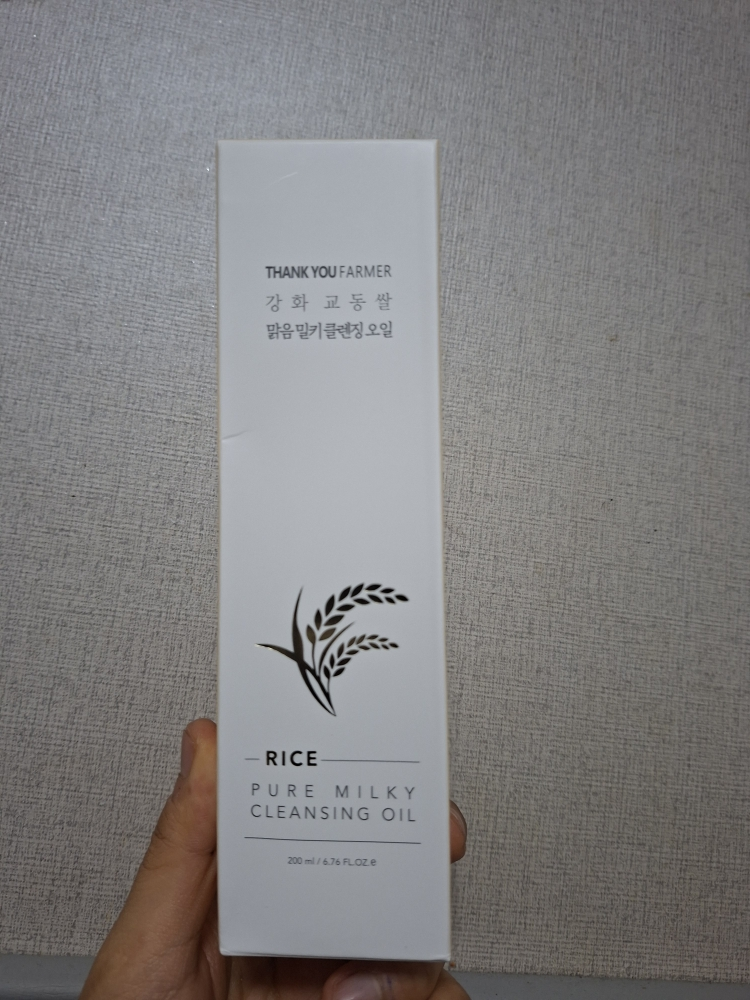 THANK YOU FARMER
강화 교동쌀
맑음 밀키 클렌징 오일
RICE
PURE MILKY
CLEANSING OIL
200 ml / 6.76 FL.OZ.e